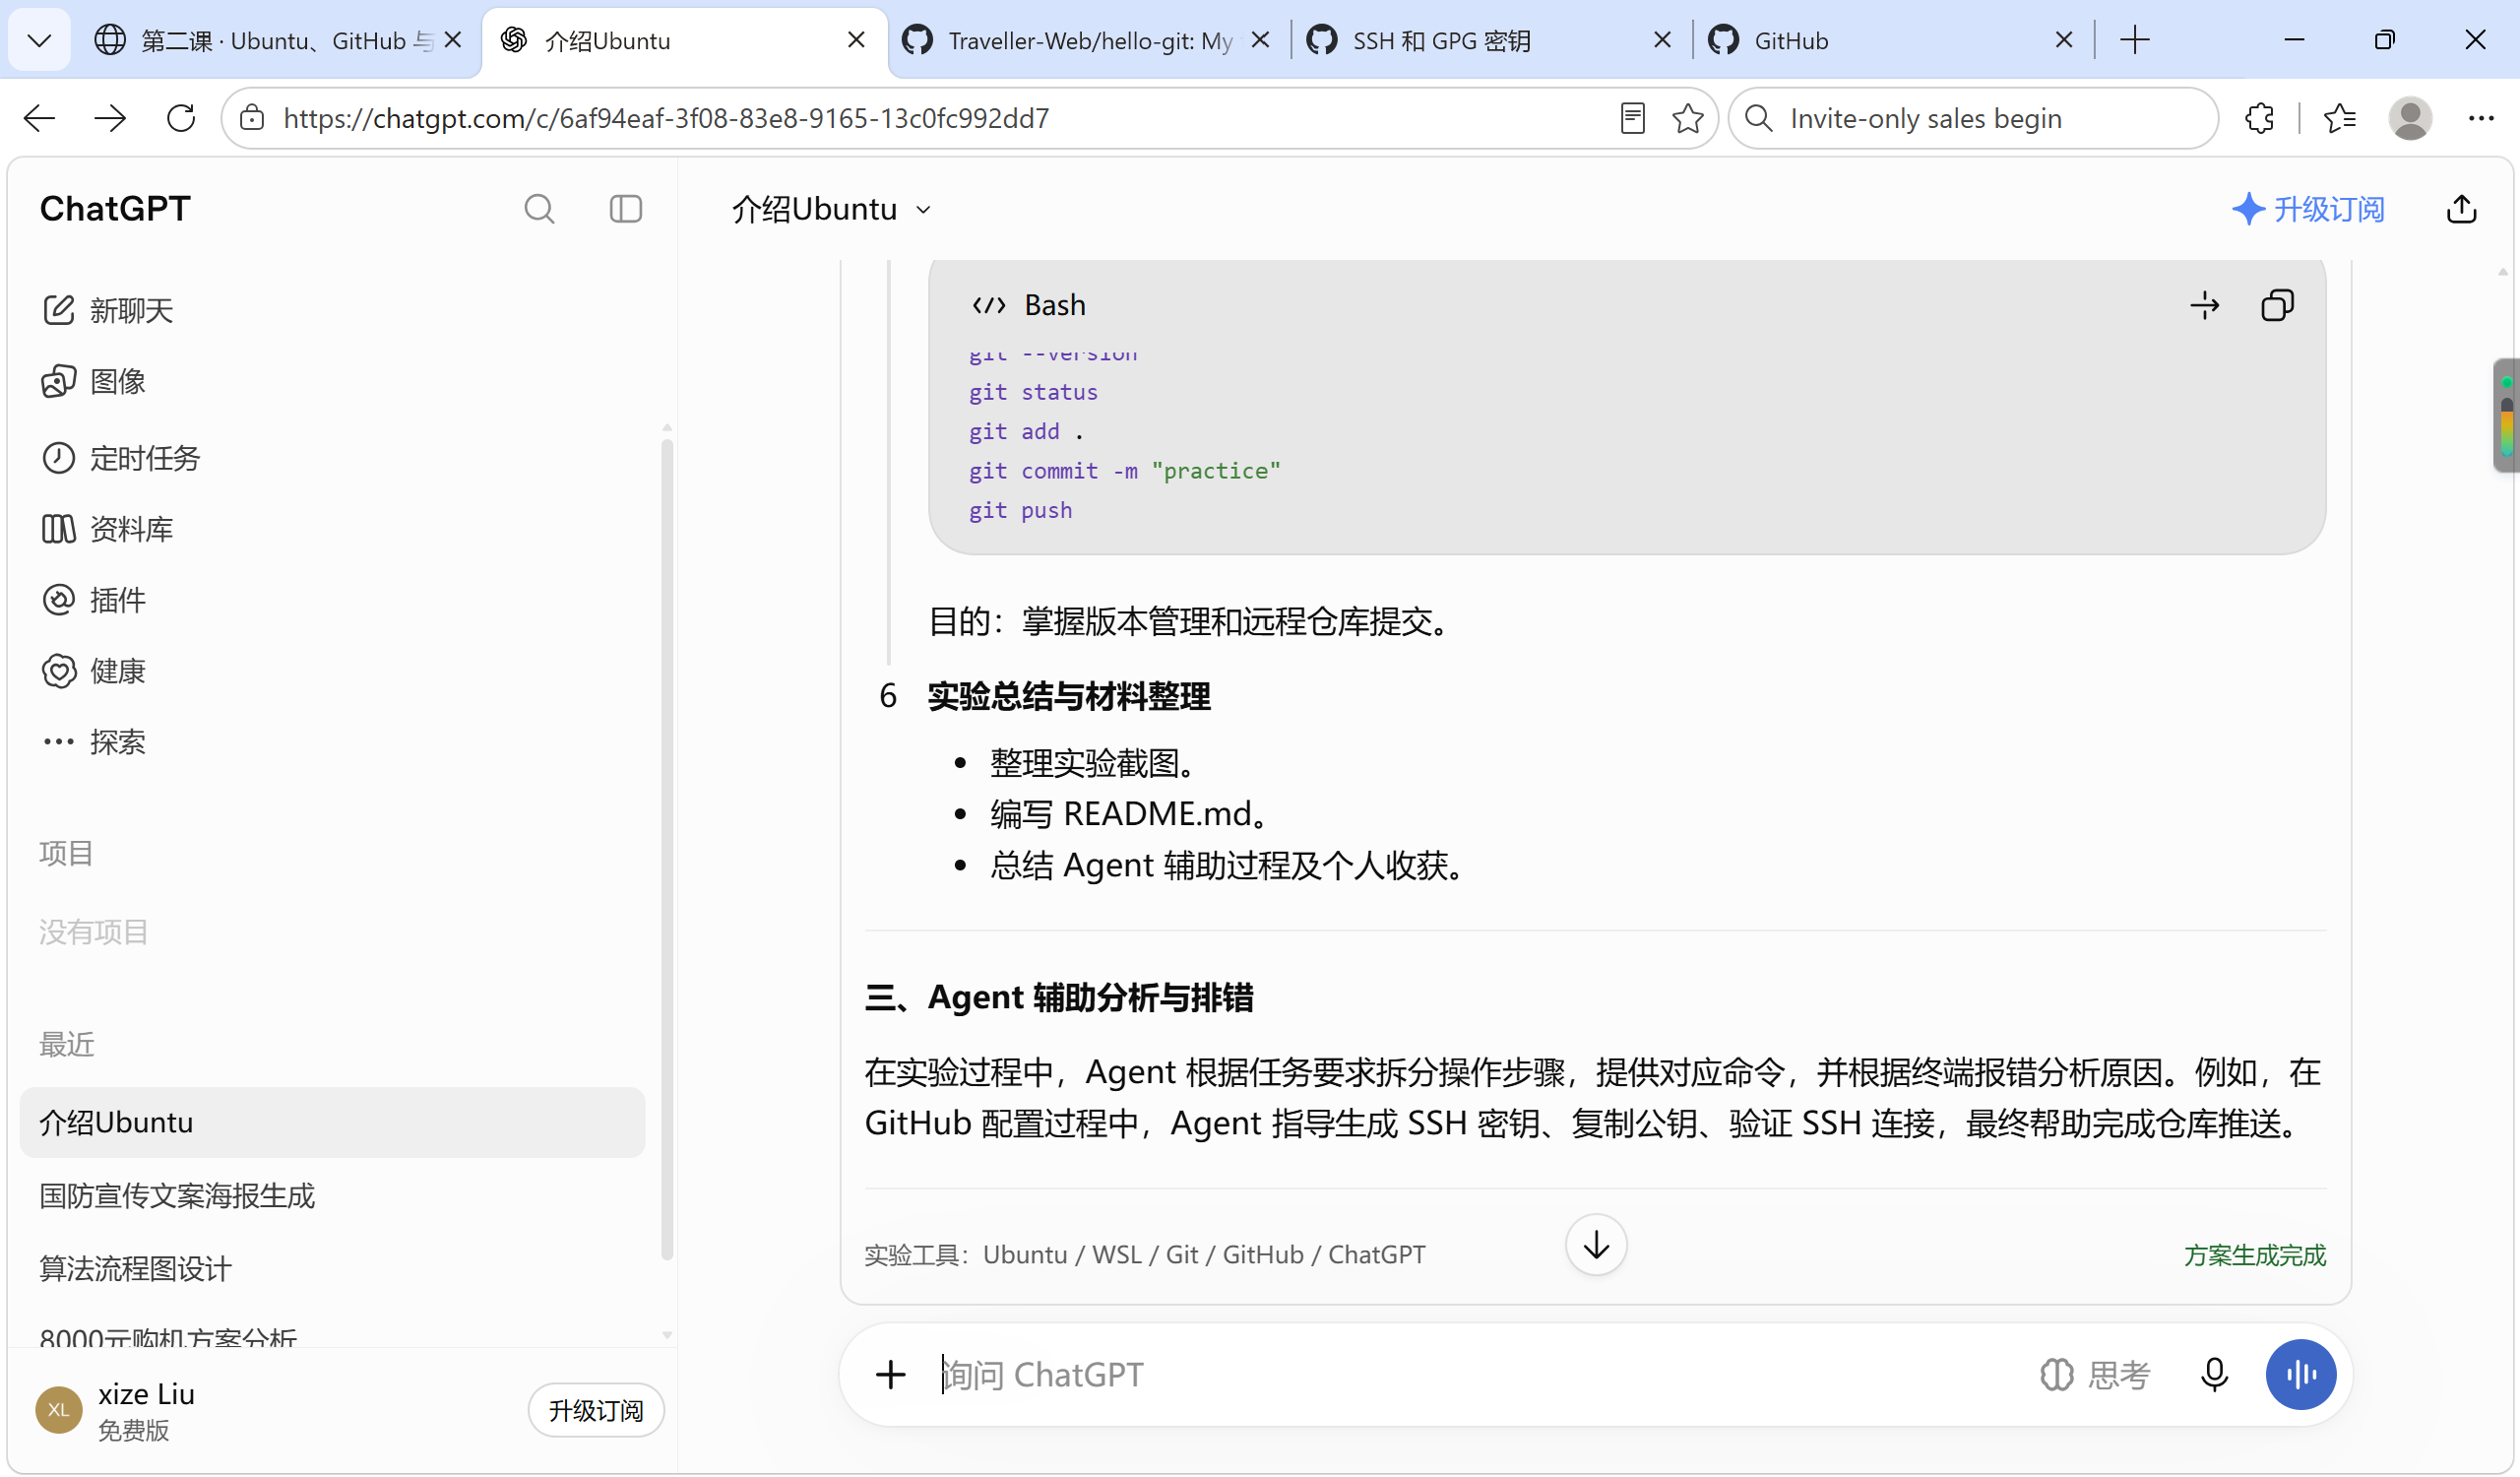 第二课 · Ubuntu、GitHub 与
介绍Ubuntu
Traveller-Web/hello-git: My
SSH 和 GPG 密钥
GitHub
https://chatgpt.com/c/6af94eaf-3f08-83e8-9165-13c0fc992dd7
Invite-only sales begin
ChatGPT
介绍Ubuntu
升级订阅
新聊天
图像
定时任务
资料库
插件
健康
探索
项目
没有项目
最近
介绍Ubuntu
国防宣传文案海报生成
算法流程图设计
8000元购机方案分析
XL
xize Liu
免费版
升级订阅
Bash
git --version
git status
git add .
git commit -m "practice"
git push
目的：掌握版本管理和远程仓库提交。
6 实验总结与材料整理
• 整理实验截图。
• 编写 README.md。
• 总结 Agent 辅助过程及个人收获。
三、Agent 辅助分析与排错
在实验过程中，Agent 根据任务要求拆分操作步骤，提供对应命令，并根据终端报错分析原因。例如，在
GitHub 配置过程中，Agent 指导生成 SSH 密钥、复制公钥、验证 SSH 连接，最终帮助完成仓库推送。
实验工具：Ubuntu / WSL / Git / GitHub / ChatGPT
方案生成完成
询问 ChatGPT
思考